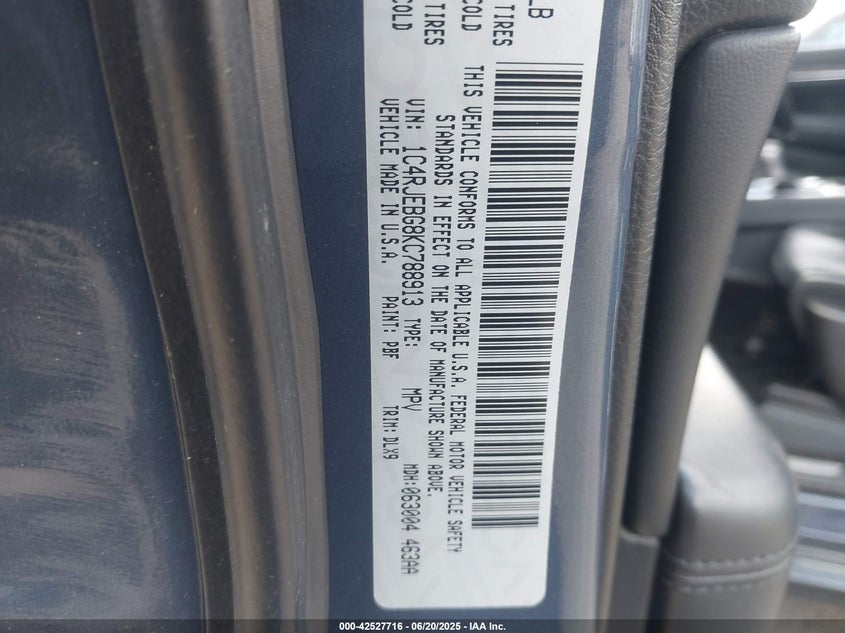 LB
TIRES
COLD
TIRES
COLD
THIS VEHICLE CONFORMS TO ALL APPLICABLE U.S.A. FEDERAL MOTOR VEHICLE SAFETY
STANDARDS IN EFFECT ON THE DATE OF MANUFACTURE SHOWN ABOVE.
VIN: 1C4RJEBG8KC788913 TYPE: MPV MDH:063004 463AA
VEHICLE MADE IN U.S.A. PAINT: PBF TRIM: DLX9
000-42527716 - 06/20/2025 - IAA Inc.